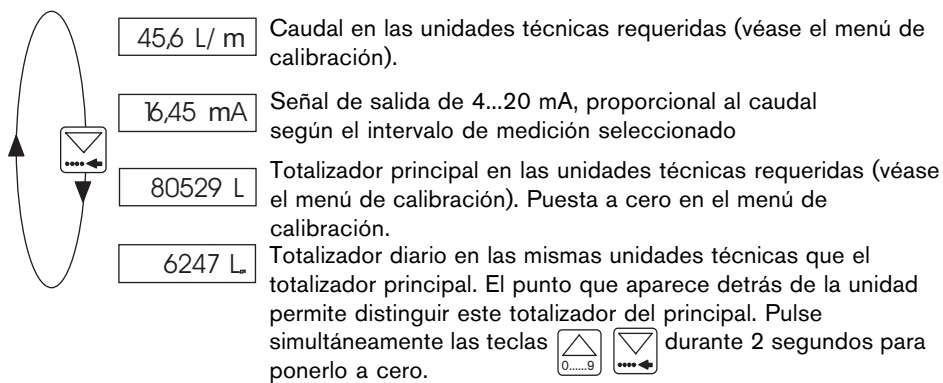 45,6 L/ m
Caudal en las unidades técnicas requeridas (véase el menú de
calibración).
16,45 mA
Señal de salida de 4...20 mA, proporcional al caudal
según el intervalo de medición seleccionado
80529 L
Totalizador principal en las unidades técnicas requeridas (véase
el menú de calibración). Puesta a cero en el menú de
calibración.
6247 L.
Totalizador diario en las mismas unidades técnicas que el
totalizador principal. El punto que aparece detrás de la unidad
permite distinguir este totalizador del principal. Pulse
simultáneamente las teclas 0......9 durante 2 segundos para
ponerlo a cero.